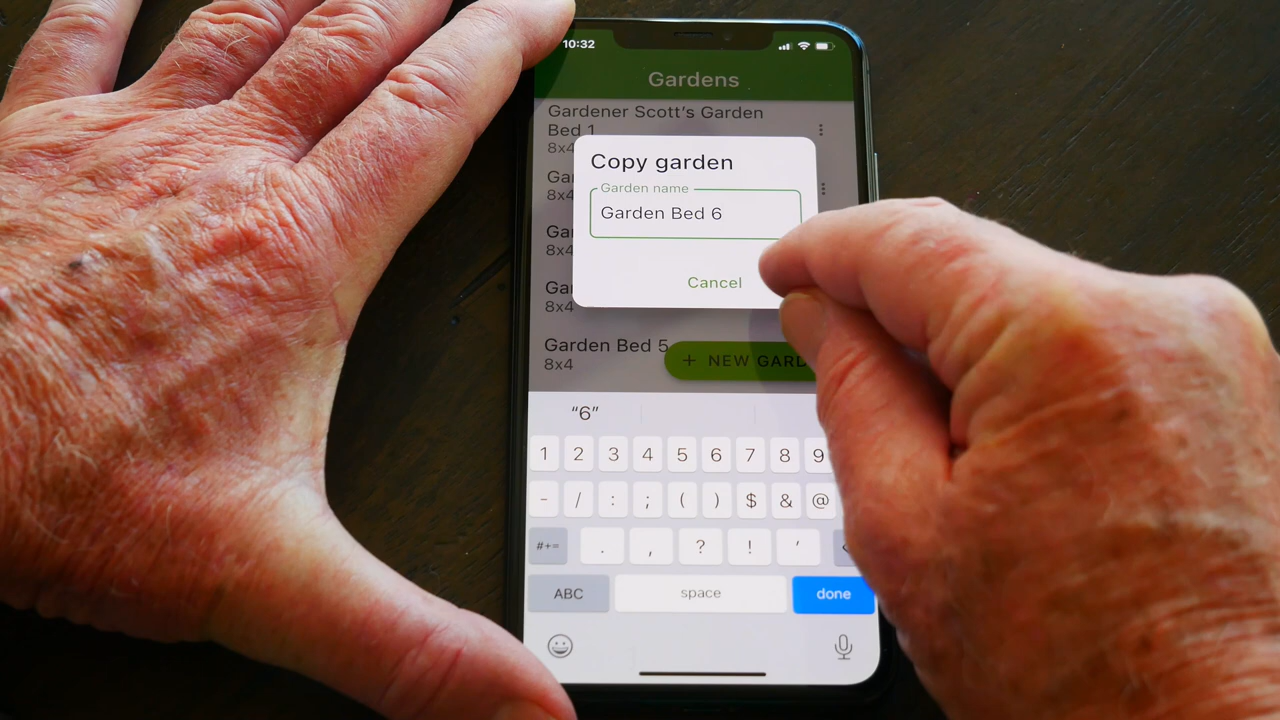 10:32
Gardens
Gardener Scott's Garden
Bed 1
8x4
Copy garden
Garden name
Garden Bed 6
Cancel
Ga
8x4
Ga
8x4
Ga
8x4
Garden Bed 5
8x4
+ NEW GARD
"6"
1 2 3 4 5 6 7 8 9
- / : ; ( ) $ & @
#+= . , ? ! ’
ABC space done